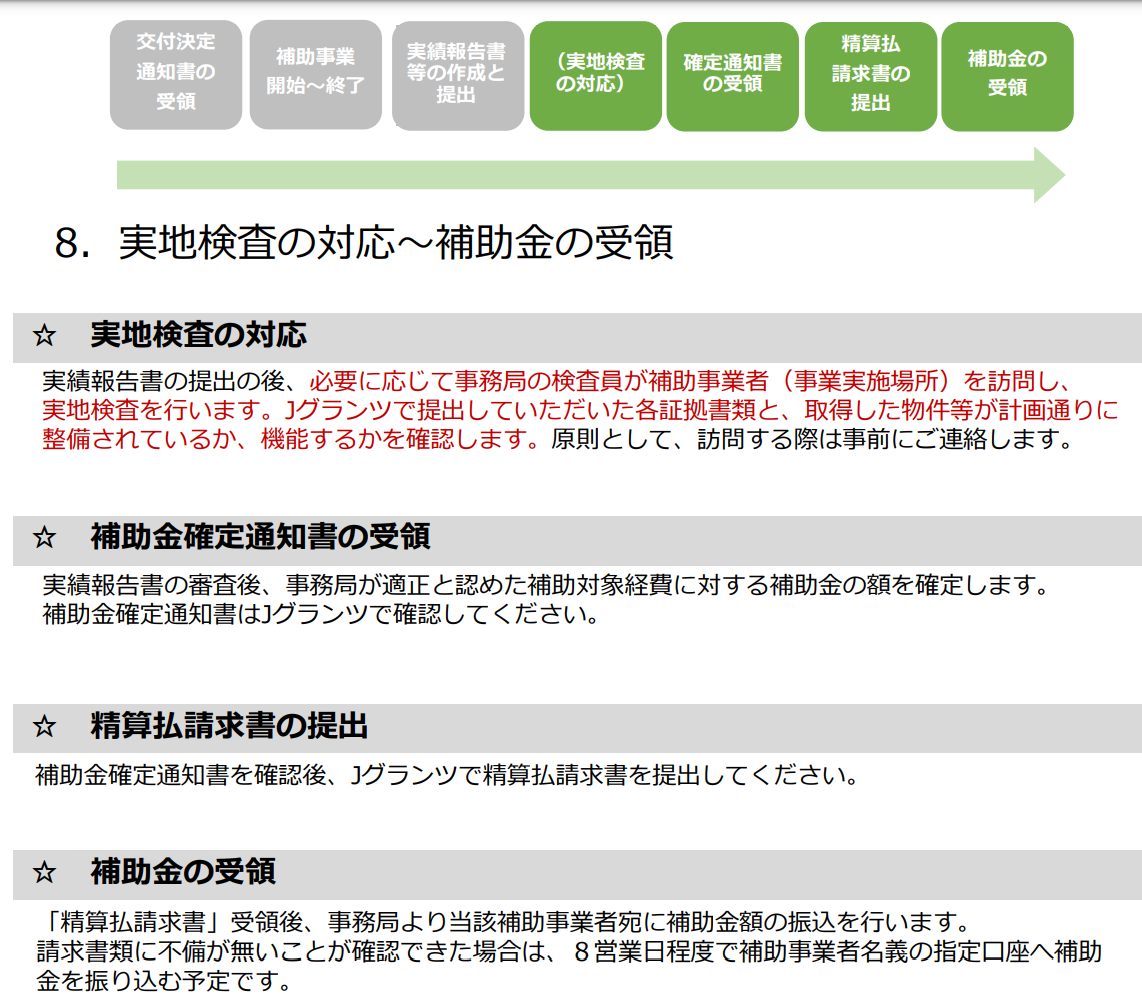 交付決定
通知書の
受領
補助事業
開始～終了
実績報告書
等の作成と
提出
（実地検査
の対応）
確定通知書
の受領
精算払
請求書の
提出
補助金の
受領
8．実地検査の対応～補助金の受領
☆　実地検査の対応
実績報告書の提出の後、必要に応じて事務局の検査員が補助事業者（事業実施場所）を訪問し、
実地検査を行います。Jグランツで提出していただいた各証拠書類と、取得した物件等が計画通りに
整備されているか、機能するかを確認します。原則として、訪問する際は事前にご連絡します。
☆　補助金確定通知書の受領
実績報告書の審査後、事務局が適正と認めた補助対象経費に対する補助金の額を確定します。
補助金確定通知書はJグランツで確認してください。
☆　精算払請求書の提出
補助金確定通知書を確認後、Jグランツで精算払請求書を提出してください。
☆　補助金の受領
「精算払請求書」受領後、事務局より当該補助事業者宛に補助金額の振込を行います。
請求書類に不備が無いことが確認できた場合は、８営業日程度で補助事業者名義の指定口座へ補助
金を振り込む予定です。